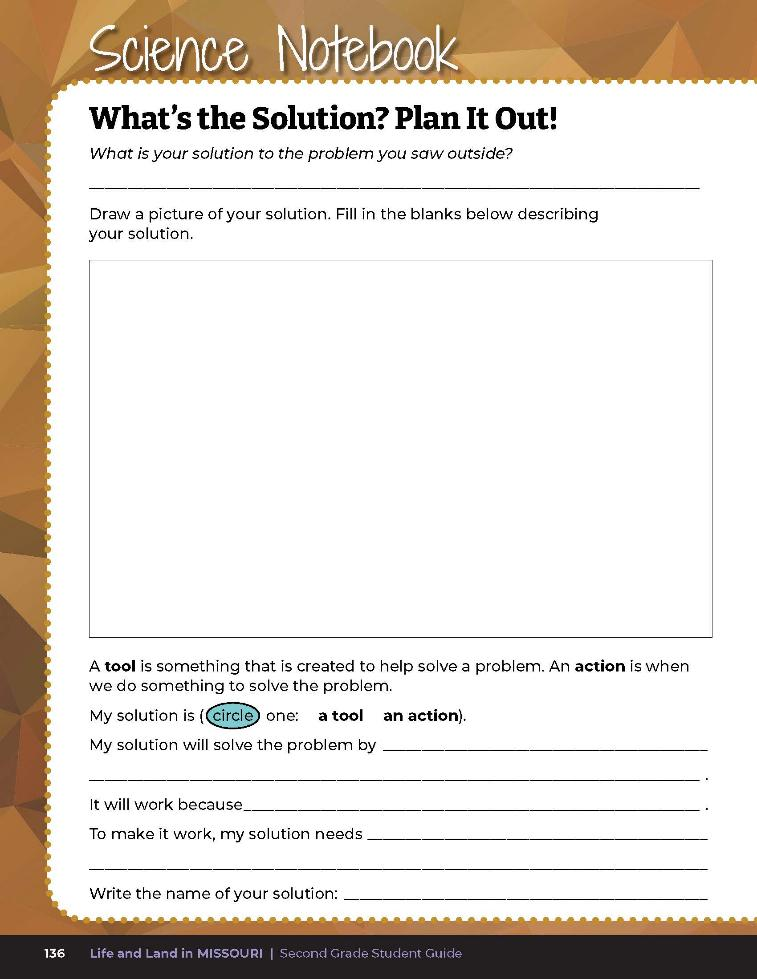 Science Notebook
What's the Solution? Plan It Out!
What is your solution to the problem you saw outside?
Draw a picture of your solution. Fill in the blanks below describing
your solution.
A tool is something that is created to help solve a problem. An action is when
we do something to solve the problem.
My solution is (circle one: a tool an action).
My solution will solve the problem by
.
It will work because .
To make it work, my solution needs
Write the name of your solution:
136 Life and Land in MISSOURI | Second Grade Student Guide